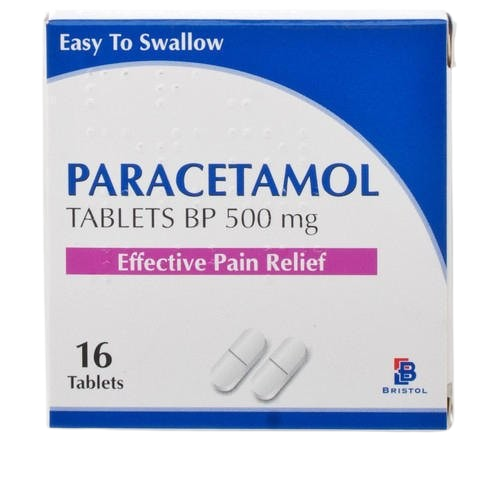 Easy To Swallow
PARACETAMOL
TABLETS BP 500 mg
Effective Pain Relief
16
Tablets
B
BRISTOL